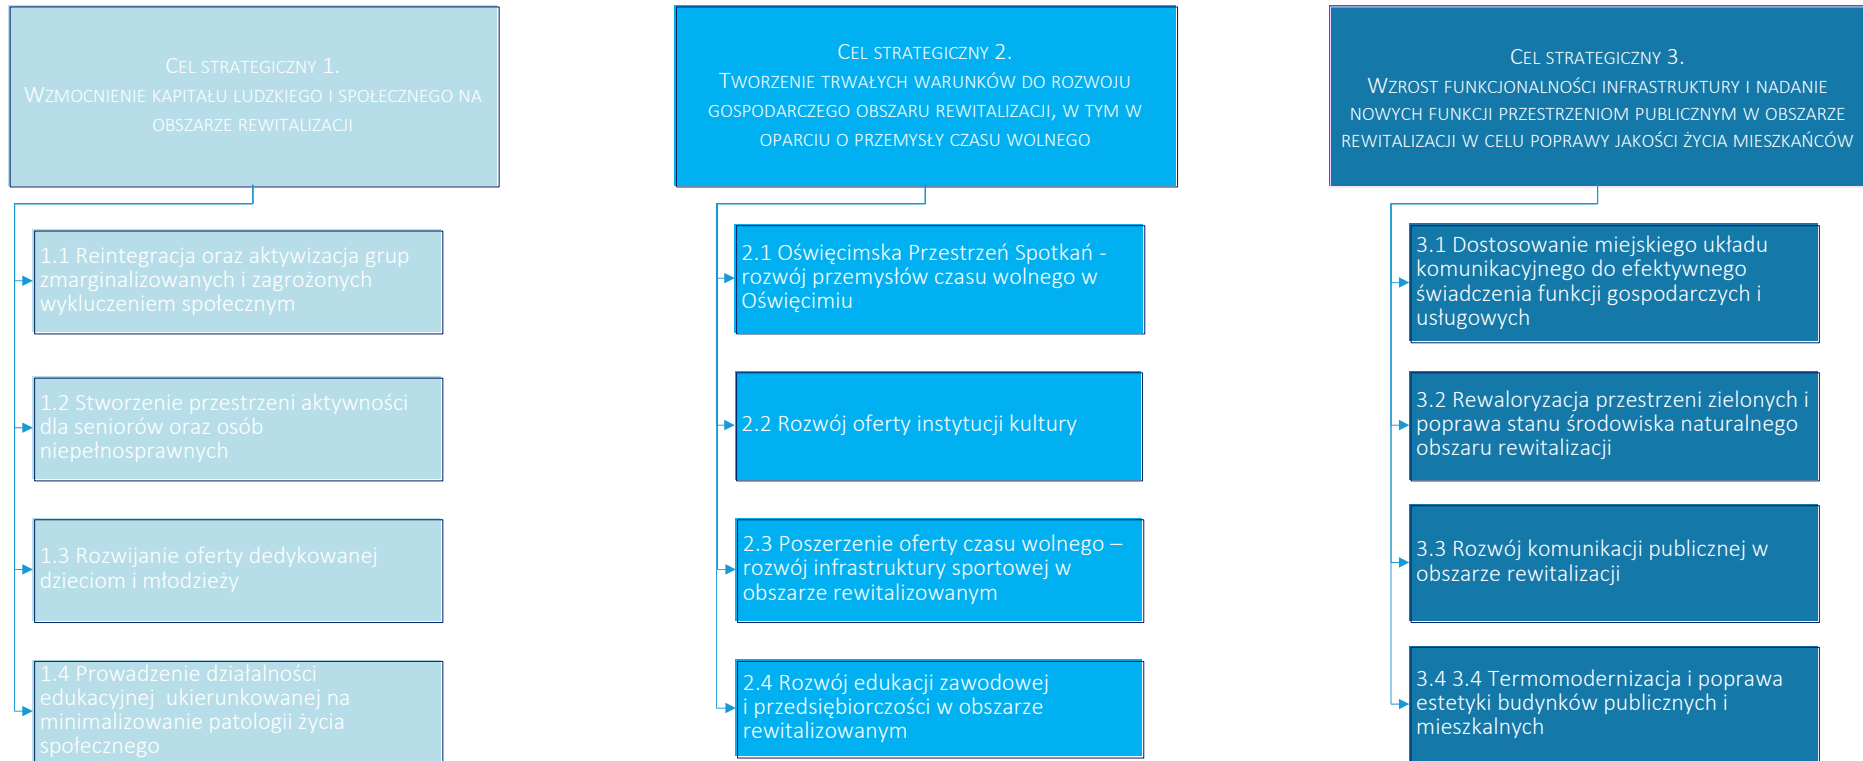 Cel strategiczny 1.
Wzmocnienie kapitału ludzkiego i społecznego na
obszarze rewitalizacji
1.1 Reintegracja oraz aktywizacja grup
zmarginalizowanych i zagrożonych
wykluczeniem społecznym
1.2 Stworzenie przestrzeni aktywności
dla seniorów oraz osób
niepełnosprawnych
1.3 Rozwijanie oferty dedykowanej
dzieciom i młodzieży
1.4 Prowadzenie działalności
edukacyjnej ukierunkowanej na
minimalizowanie patologii życia
społecznego
Cel strategiczny 2.
Tworzenie trwałych warunków do rozwoju
gospodarczego obszaru rewitalizacji, w tym w
oparciu o przemysły czasu wolnego
2.1 Oświęcimska Przestrzeń Spotkań -
rozwój przemysłów czasu wolnego w
Oświęcimiu
2.2 Rozwój oferty instytucji kultury
2.3 Poszerzenie oferty czasu wolnego –
rozwój infrastruktury sportowej w
obszarze rewitalizowanym
2.4 Rozwój edukacji zawodowej
i przedsiębiorczości w obszarze
rewitalizowanym
Cel strategiczny 3.
Wzrost funkcjonalności infrastruktury i nadanie
nowych funkcji przestrzeniom publicznym w obszarze
rewitalizacji w celu poprawy jakości życia mieszkańców
3.1 Dostosowanie miejskiego układu
komunikacyjnego do efektywnego
świadczenia funkcji gospodarczych i
usługowych
3.2 Rewaloryzacja przestrzeni zielonych i
poprawa stanu środowiska naturalnego
obszaru rewitalizacji
3.3 Rozwój komunikacji publicznej w
obszarze rewitalizacji
3.4 3.4 Termomodernizacja i poprawa
estetyki budynków publicznych i
mieszkalnych